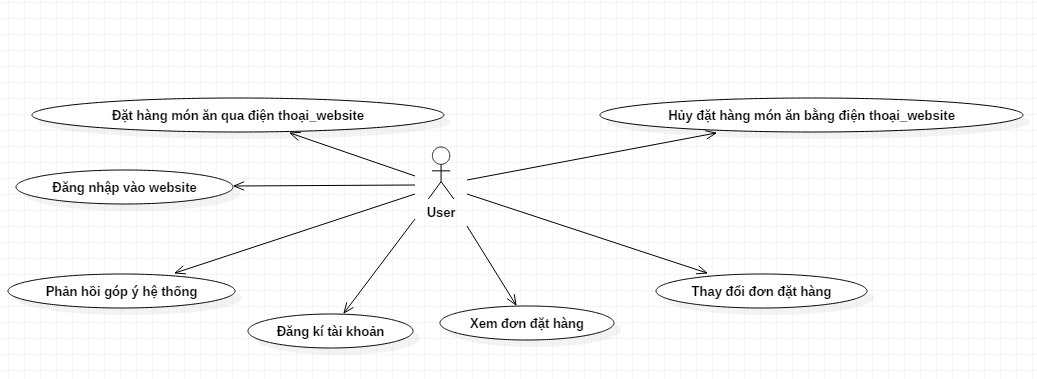 Đặt hàng món ăn qua điện thoại_website
Hủy đặt hàng món ăn bằng điện thoại_website
Đăng nhập vào website
User
Phản hồi góp ý hệ thống
Thay đổi đơn đặt hàng
Đăng kí tài khoản
Xem đơn đặt hàng